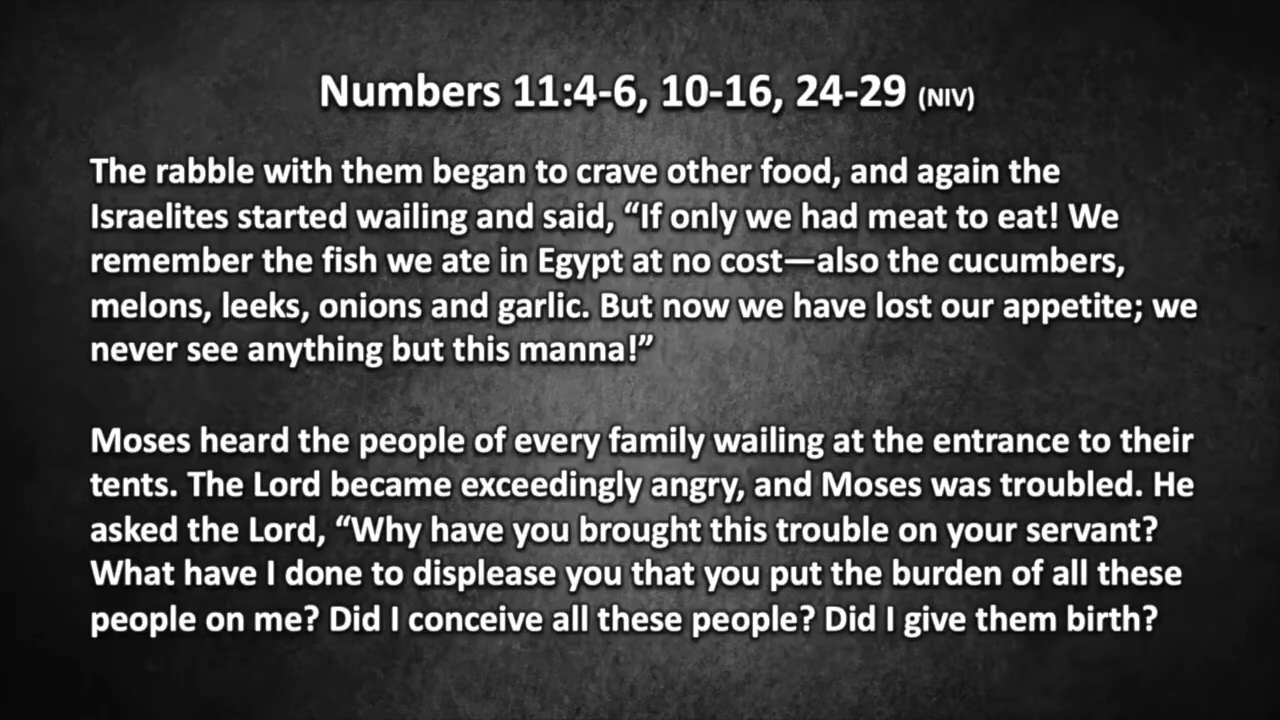 Numbers 11:4-6, 10-16, 24-29 (NIV)
The rabble with them began to crave other food, and again the
Israelites started wailing and said, “If only we had meat to eat! We
remember the fish we ate in Egypt at no cost—also the cucumbers,
melons, leeks, onions and garlic. But now we have lost our appetite; we
never see anything but this manna!”
Moses heard the people of every family wailing at the entrance to their
tents. The Lord became exceedingly angry, and Moses was troubled. He
asked the Lord, “Why have you brought this trouble on your servant?
What have I done to displease you that you put the burden of all these
people on me? Did I conceive all these people? Did I give them birth?